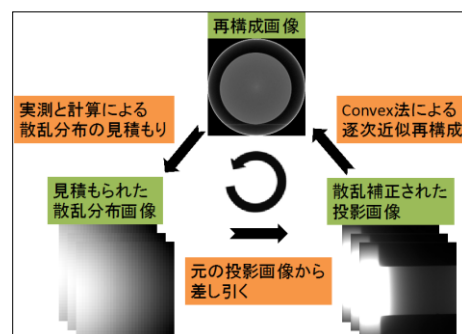 再構成画像
実測と計算による
散乱分布の見積もり
Convex法による
逐次近似再構成
見積もられた
散乱分布画像
散乱補正された
投影画像
元の投影画像から
差し引く